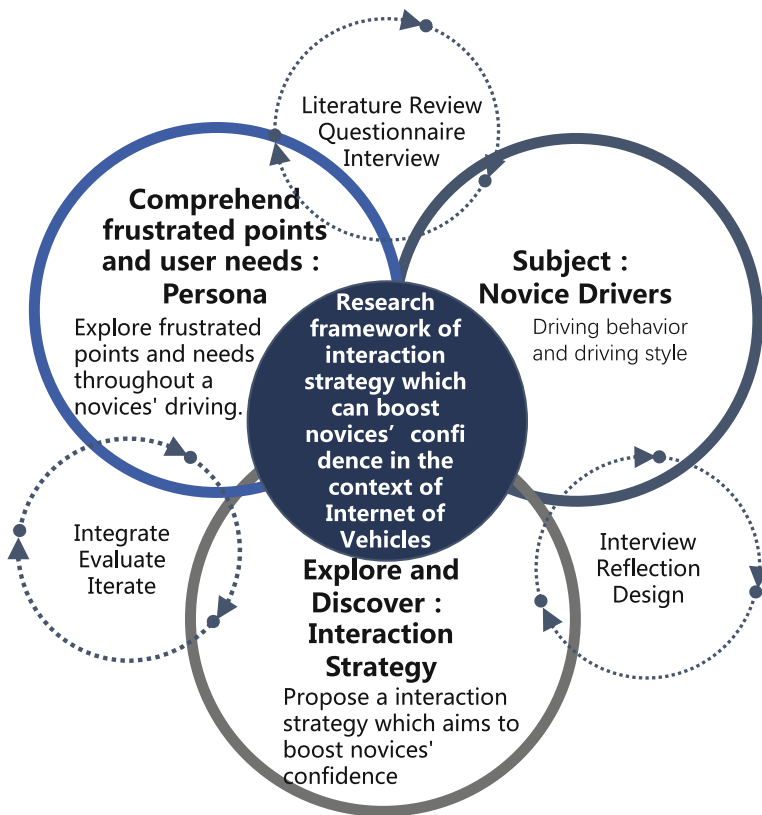 Literature Review
Questionnaire
Interview
Comprehend
frustrated points
and user needs :
Persona
Explore frustrated
points and needs
throughout a
novices' driving.
Subject :
Novice Drivers
Driving behavior
and driving style
Research
framework of
interaction
strategy which
can boost
novices’ confi
dence in the
context of
Internet of
Vehicles
Integrate
Evaluate
Iterate
Interview
Reflection
Design
Explore and
Discover :
Interaction
Strategy
Propose a interaction
strategy which aims to
boost novices'
confidence